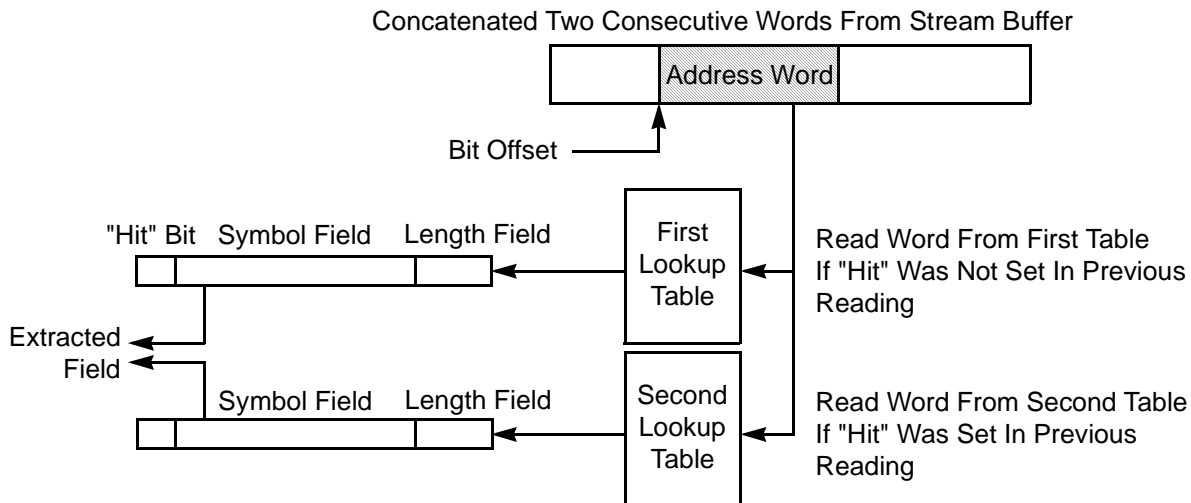 Concatenated Two Consecutive Words From Stream Buffer
Address Word
Bit Offset
"Hit" Bit Symbol Field Length Field
First
Lookup
Table
Read Word From First Table
If "Hit" Was Not Set In Previous
Reading
Extracted
Field
Symbol Field Length Field
Second
Lookup
Table
Read Word From Second Table
If "Hit" Was Set In Previous
Reading